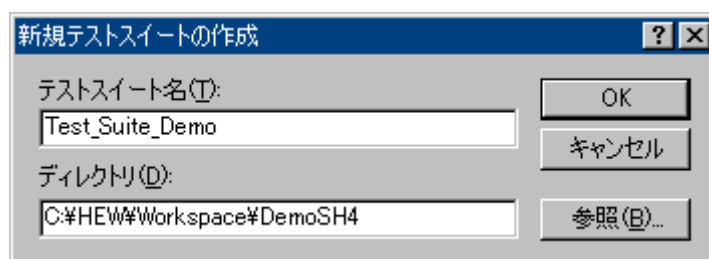 新規テストスイートの作成
テストスイート名(T):
Test_Suite_Demo
ディレクトリ(D):
C:¥HEW¥Workspace¥DemoSH4
OK
キャンセル
参照(B)...